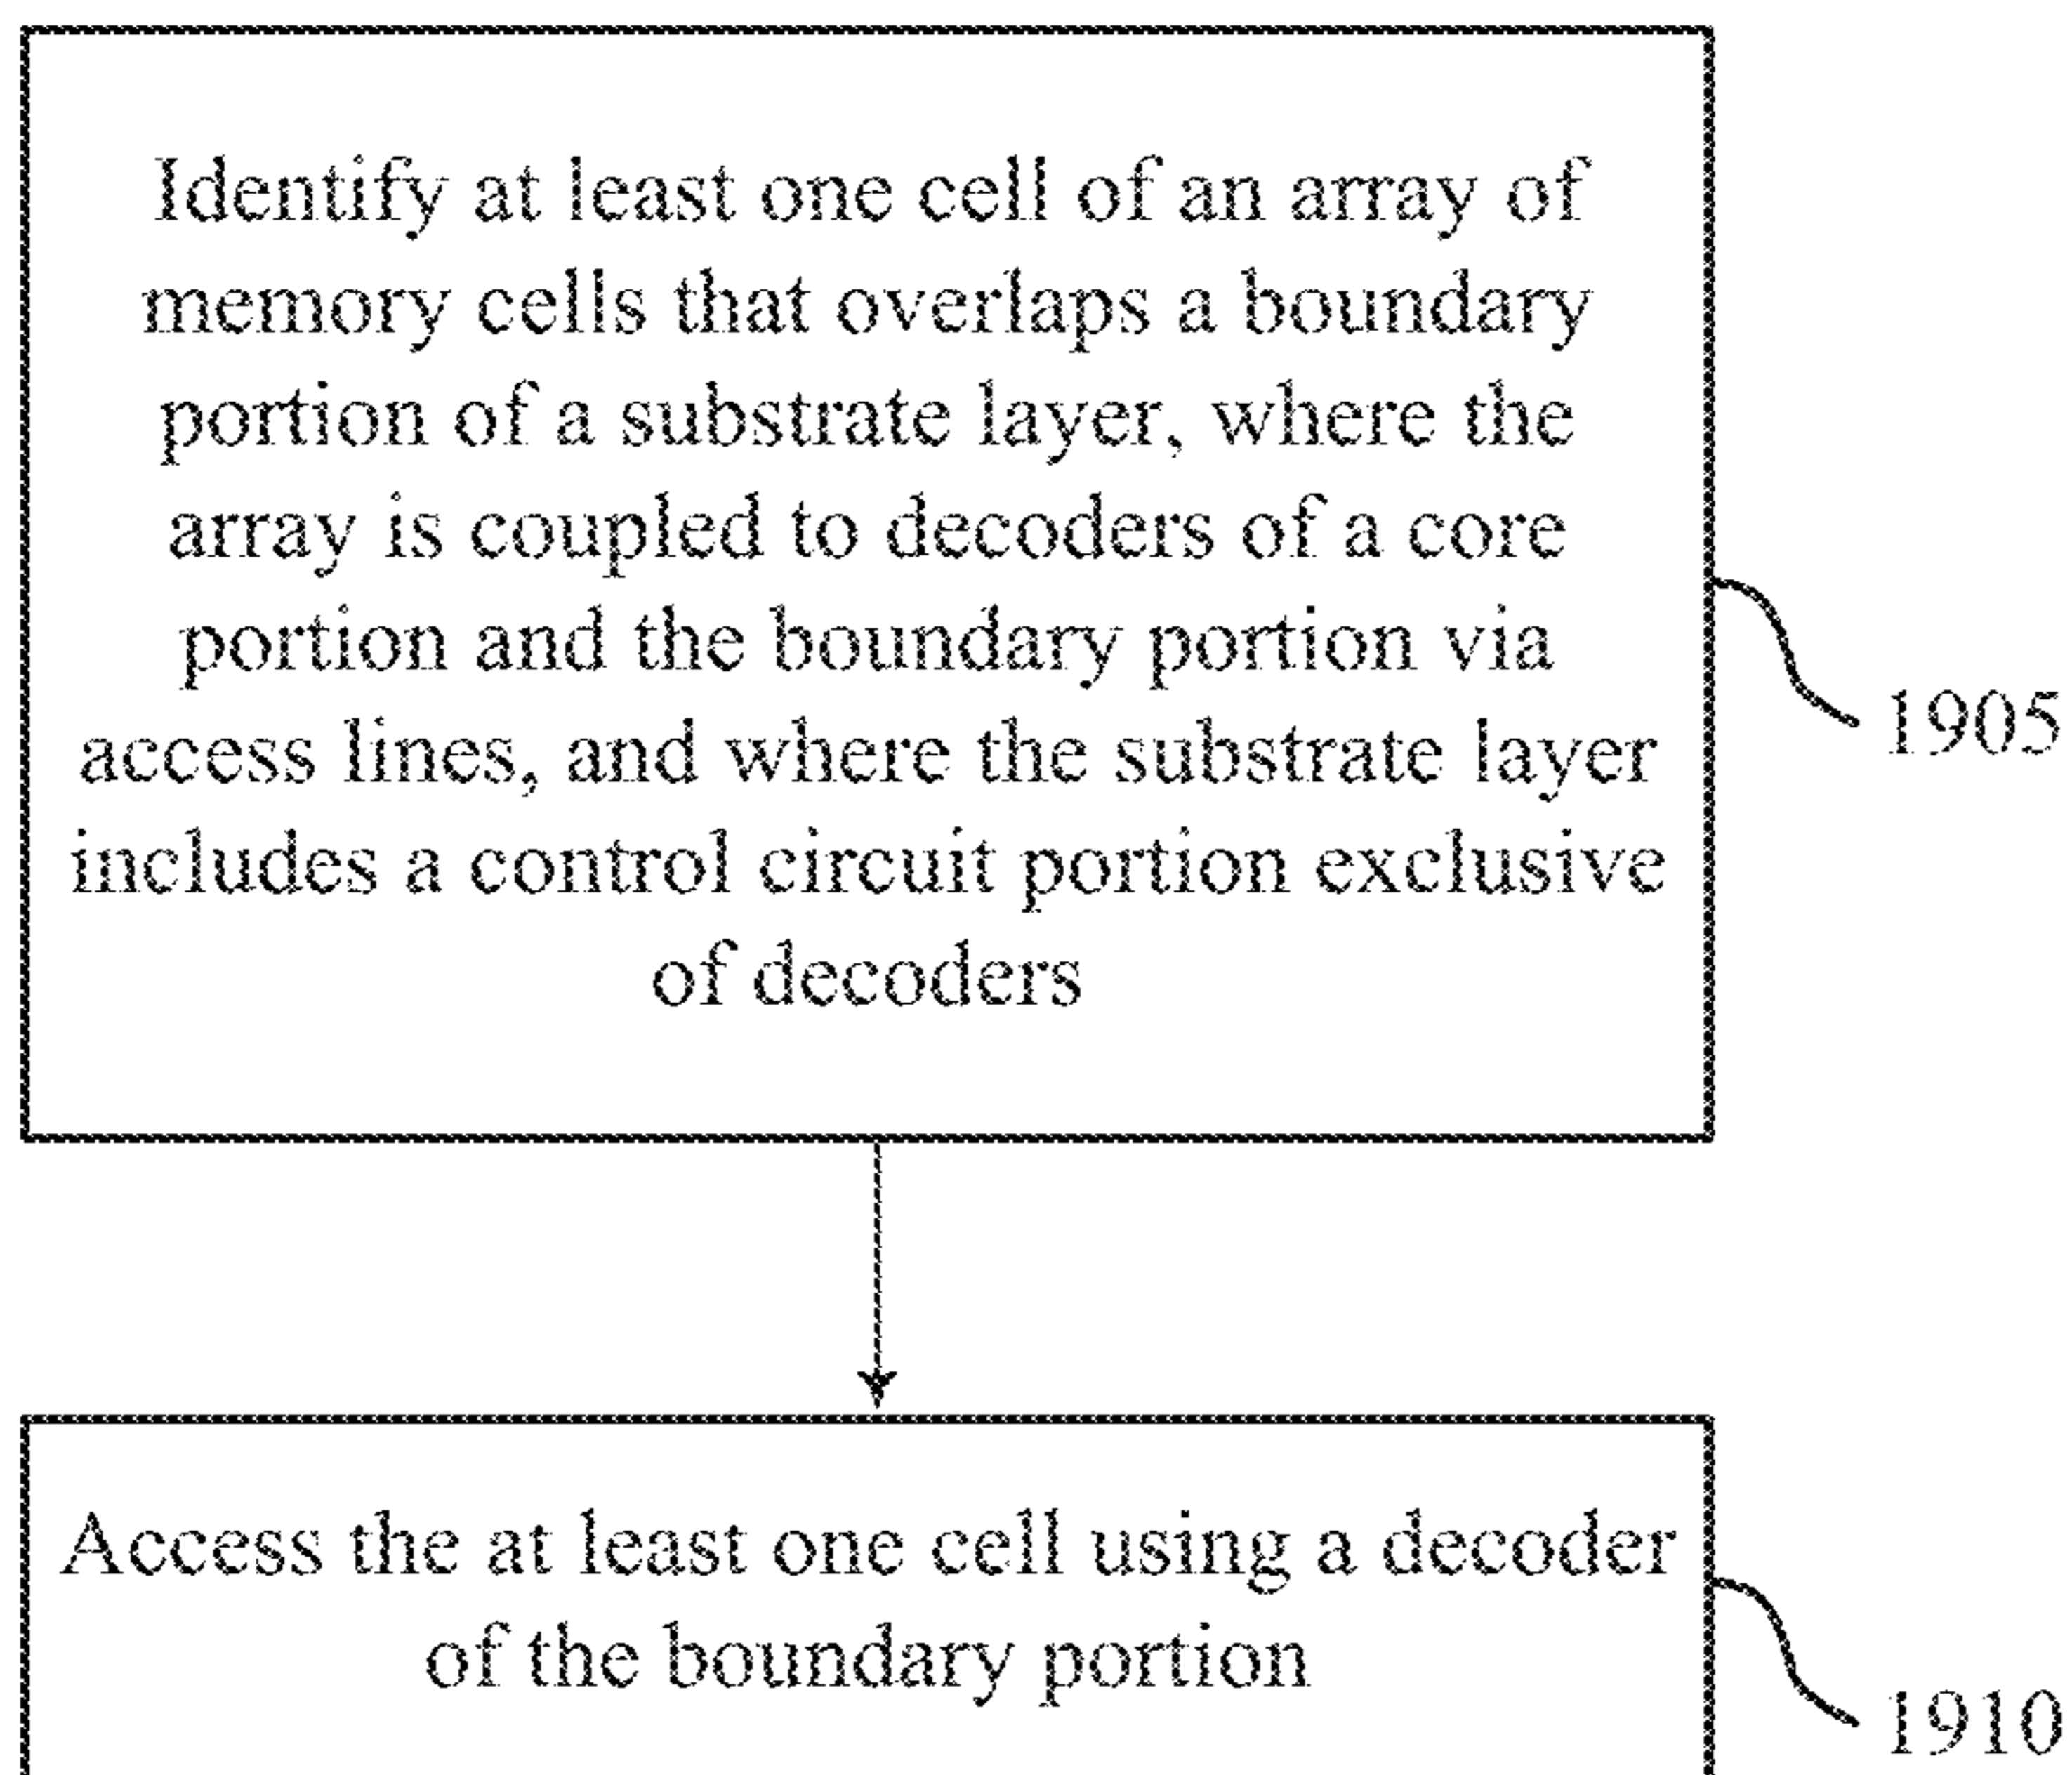 Identify at least one cell of an array of
memory cells that overlaps a boundary
portion of a substrate layer, where the
array is coupled to decoders of a core
portion and the boundary portion via
access lines, and where the substrate layer
includes a control circuit portion exclusive
of decoders
1905
Access the at least one cell using a decoder
of the boundary portion
1910